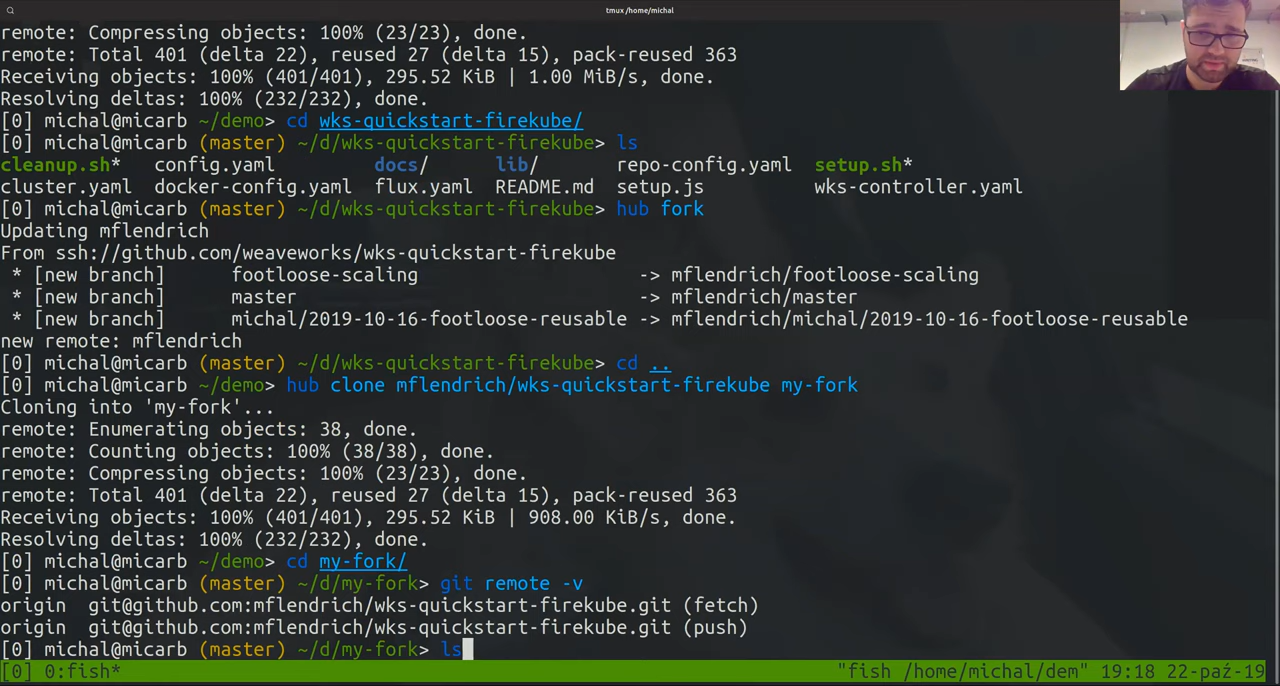 tmux /home/michal
remote: Compressing objects: 100% (23/23), done.
remote: Total 401 (delta 22), reused 27 (delta 15), pack-reused 363
Receiving objects: 100% (401/401), 295.52 KiB | 1.00 MiB/s, done.
Resolving deltas: 100% (232/232), done.
[0] michal@micarb ~/demo> cd wks-quickstart-firekube/
[0] michal@micarb (master) ~/d/wks-quickstart-firekube> ls
cleanup.sh* config.yaml docs/ lib/ repo-config.yaml setup.sh*
cluster.yaml docker-config.yaml flux.yaml README.md setup.js wks-controller.yaml
[0] michal@micarb (master) ~/d/wks-quickstart-firekube> hub fork
Updating mflendrich
From ssh://github.com/weaveworks/wks-quickstart-firekube
* [new branch] footloose-scaling -> mflendrich/footloose-scaling
* [new branch] master -> mflendrich/master
* [new branch] michal/2019-10-16-footloose-reusable -> mflendrich/michal/2019-10-16-footloose-reusable
new remote: mflendrich
[0] michal@micarb (master) ~/d/wks-quickstart-firekube> cd ..
[0] michal@micarb ~/demo> hub clone mflendrich/wks-quickstart-firekube my-fork
Cloning into 'my-fork'...
remote: Enumerating objects: 38, done.
remote: Counting objects: 100% (38/38), done.
remote: Compressing objects: 100% (23/23), done.
remote: Total 401 (delta 22), reused 27 (delta 15), pack-reused 363
Receiving objects: 100% (401/401), 295.52 KiB | 908.00 KiB/s, done.
Resolving deltas: 100% (232/232), done.
[0] michal@micarb ~/demo> cd my-fork/
[0] michal@micarb (master) ~/d/my-fork> git remote -v
origin git@github.com:mflendrich/wks-quickstart-firekube.git (fetch)
origin git@github.com:mflendrich/wks-quickstart-firekube.git (push)
[0] michal@micarb (master) ~/d/my-fork> ls
[0] 0:fish* "fish /home/michal/dem" 19:18 22-paź-19